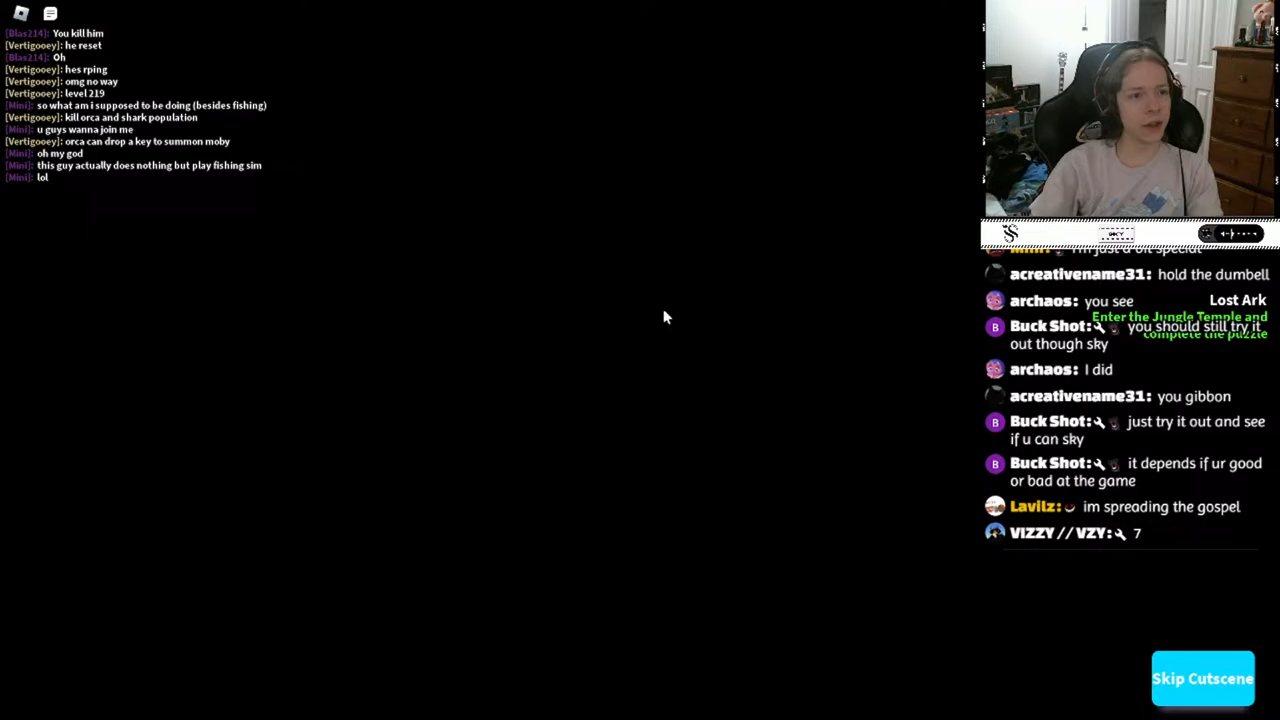 [Blas214]: You kill him
[Vertigooey]: he reset
[Blas214]: Oh
[Vertigooey]: hes rping
[Vertigooey]: omg no way
[Vertigooey]: level 219
[Mini]: so what am i supposed to be doing (besides fishing)
[Vertigooey]: kill orca and shark population
[Mini]: u guys wanna join me
[Vertigooey]: orca can drop a key to summon moby
[Mini]: oh my god
[Mini]: this guy actually does nothing but play fishing sim
[Mini]: lol
SKY
acreativename31: hold the dumbell
archaos: you see
Lost Ark
Enter the Jungle Temple and
complete the puzzle
Buck Shot: you should still try it
out though sky
archaos: I did
acreativename31: you gibbon
Buck Shot: just try it out and see
if u can sky
Buck Shot: it depends if ur good
or bad at the game
Lavilz: im spreading the gospel
VIZZY // VZY: 7
Skip Cutscene